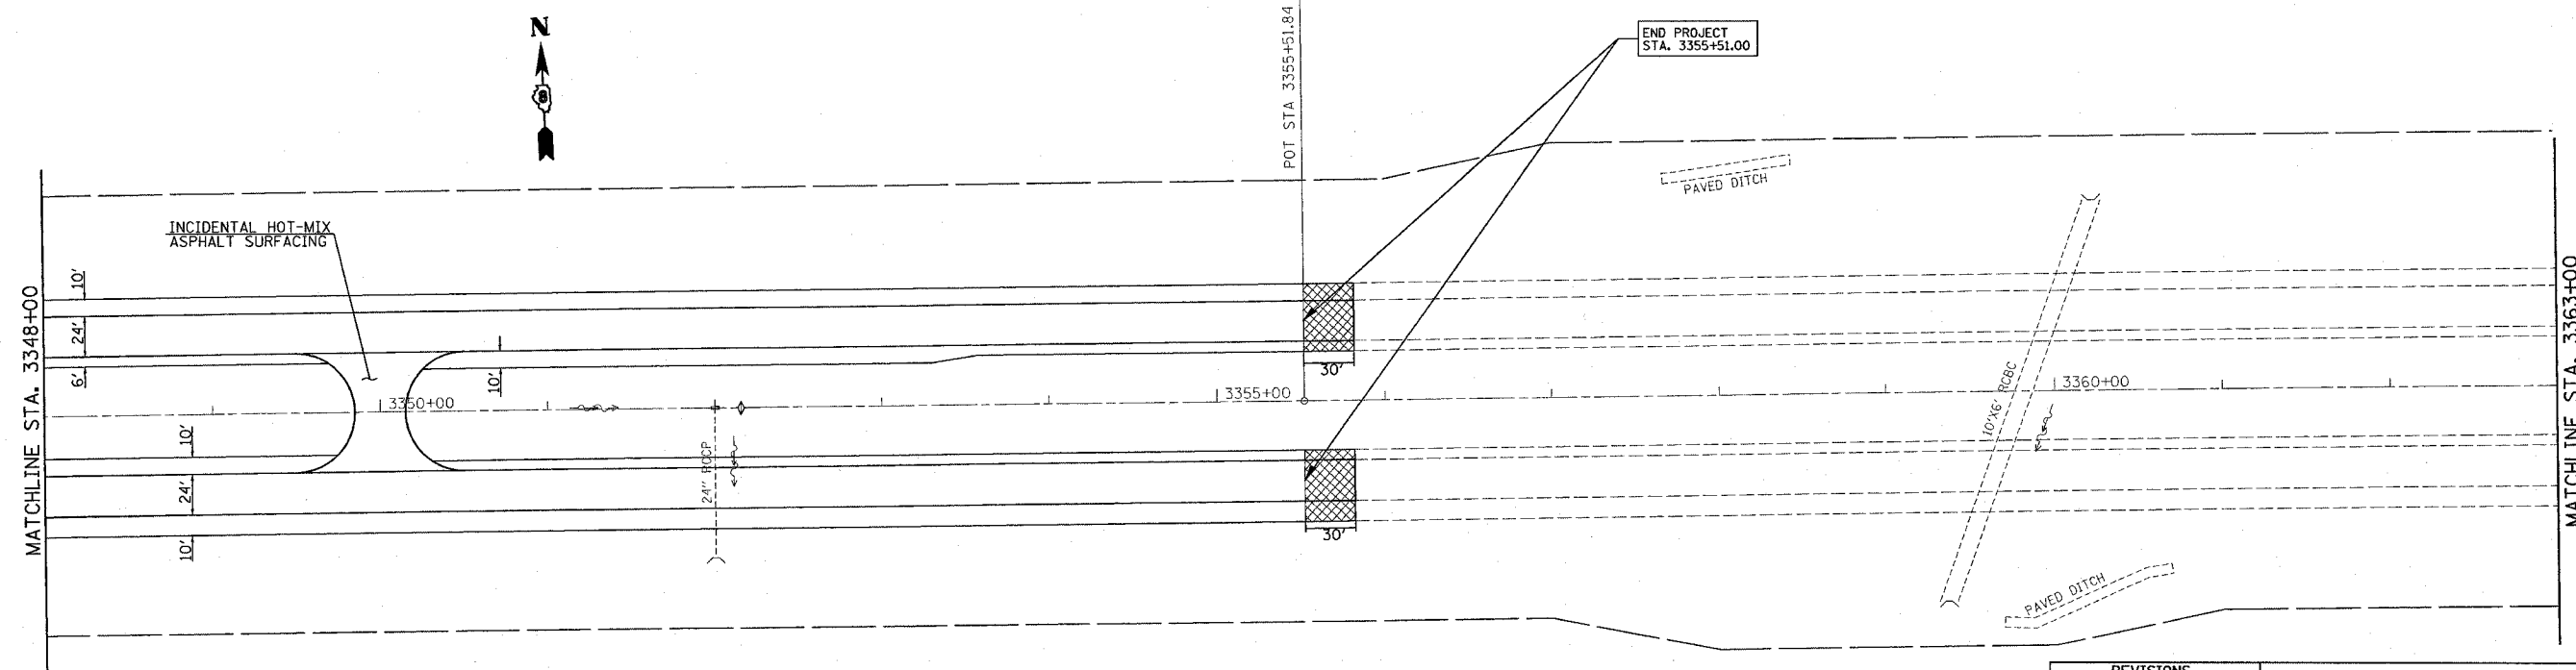 N
8
POT STA 3355+51.84
END PROJECT
STA. 3355+51.00
PAVED DITCH
INCIDENTAL HOT-MIX
ASPHALT SURFACING
MATCHLINE STA. 3348+00
10'
24'
6'
10'
30'
3350+00
3355+00
3360+00
10'X6' RCBC
MATCHLINE STA. 3363+00
10'
24'
10'
24" RCCP
30'
PAVED DITCH
REVISIONS